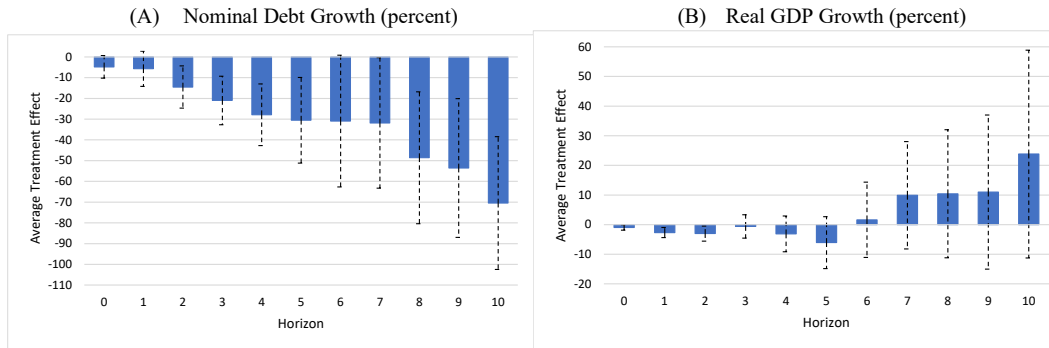 (A) Nominal Debt Growth (percent)
Average Treatment Effect
0
-10
-20
-30
-40
-50
-60
-70
-80
-90
-100
-110
0 1 2 3 4 5 6 7 8 9 10
Horizon
(B) Real GDP Growth (percent)
Average Treatment Effect
60
50
40
30
20
10
0
-10
-20
0 1 2 3 4 5 6 7 8 9 10
Horizon